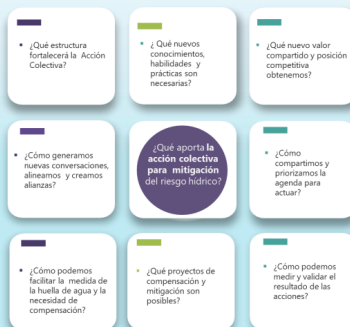 • ¿Qué estructura
fortalecerá la Acción
Colectiva?
• ¿ Qué nuevos
conocimientos,
habilidades y
prácticas son
necesarias?
• ¿Qué nuevo valor
compartido y posición
competitiva
obtenemos?
• ¿Cómo generamos
nuevas conversaciones,
alineamos y creamos
alianzas?
¿Qué aporta la
acción colectiva
para mitigación
del riesgo hídrico?
• ¿Cómo
compartimos y
priorizamos la
agenda para
actuar?
• ¿Cómo podemos
facilitar la medida de
la huella de agua y la
necesidad de
compensación?
• ¿Qué proyectos de
compensación y
mitigación son
posibles?
• ¿Cómo podemos
medir y validar el
resultado de las
acciones?